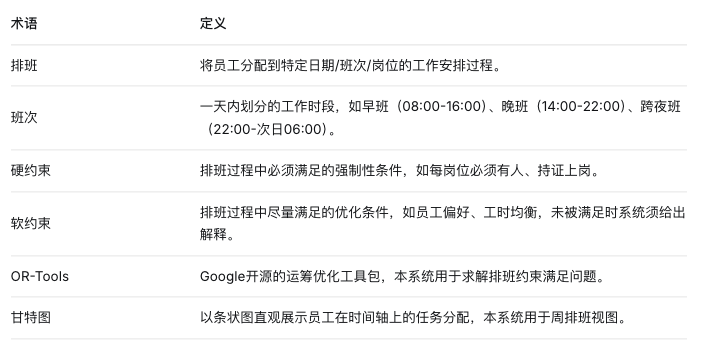 术语 定义
排班 将员工分配到特定日期/班次/岗位的工作安排过程。
班次 一天内划分的工作时段，如早班（08:00-16:00）、晚班（14:00-22:00）、跨夜班
（22:00-次日06:00）。
硬约束 排班过程中必须满足的强制性条件，如每岗位必须有人、持证上岗。
软约束 排班过程中尽量满足的优化条件，如员工偏好、工时均衡，未被满足时系统须给出
解释。
OR-Tools Google开源的运筹优化工具包，本系统用于求解排班约束满足问题。
甘特图 以条状图直观展示员工在时间轴上的任务分配，本系统用于周排班视图。